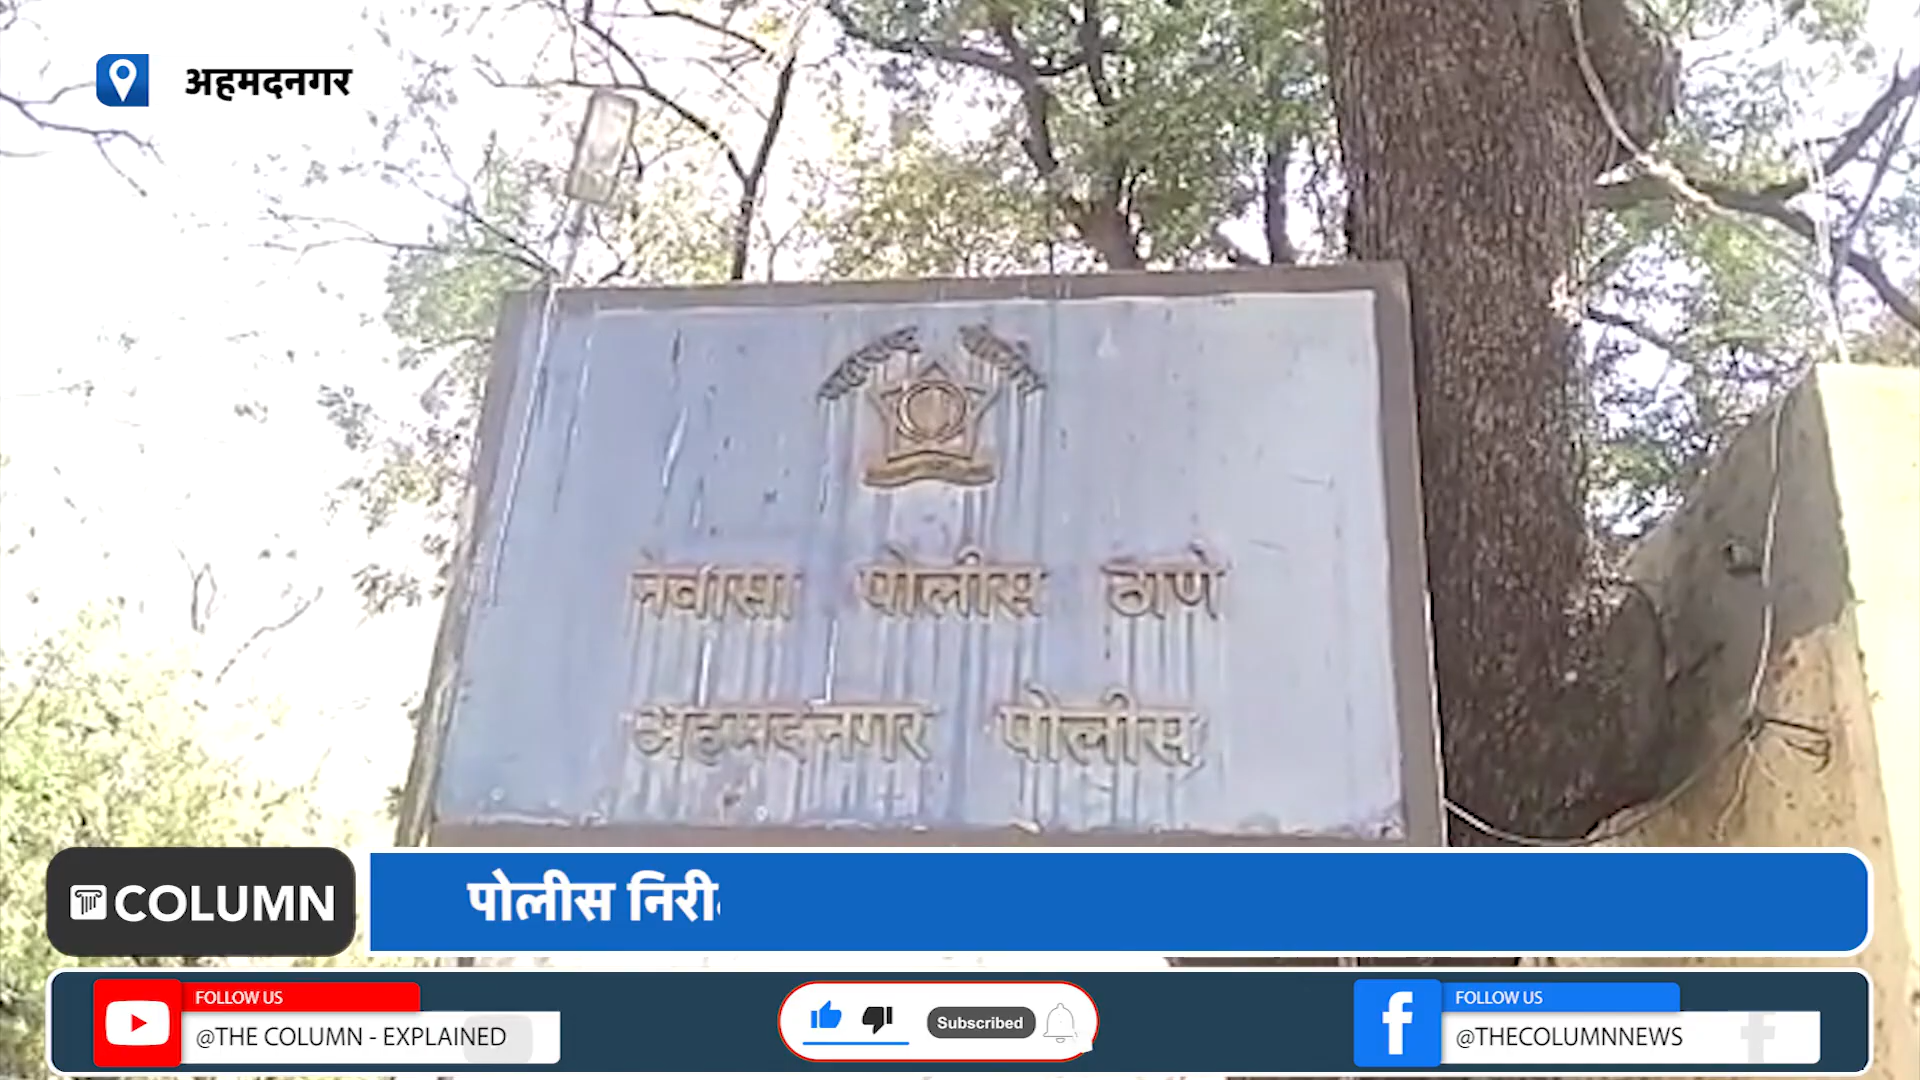 अहमदनगर
नेवासा पोलीस ठाणे
अहमदनगर पोलीस
COLUMN
पोलीस
FOLLOW US
@THE COLUMN - EXPLAINED
Subscribed
FOLLOW US
@THECOLUMNNEWS